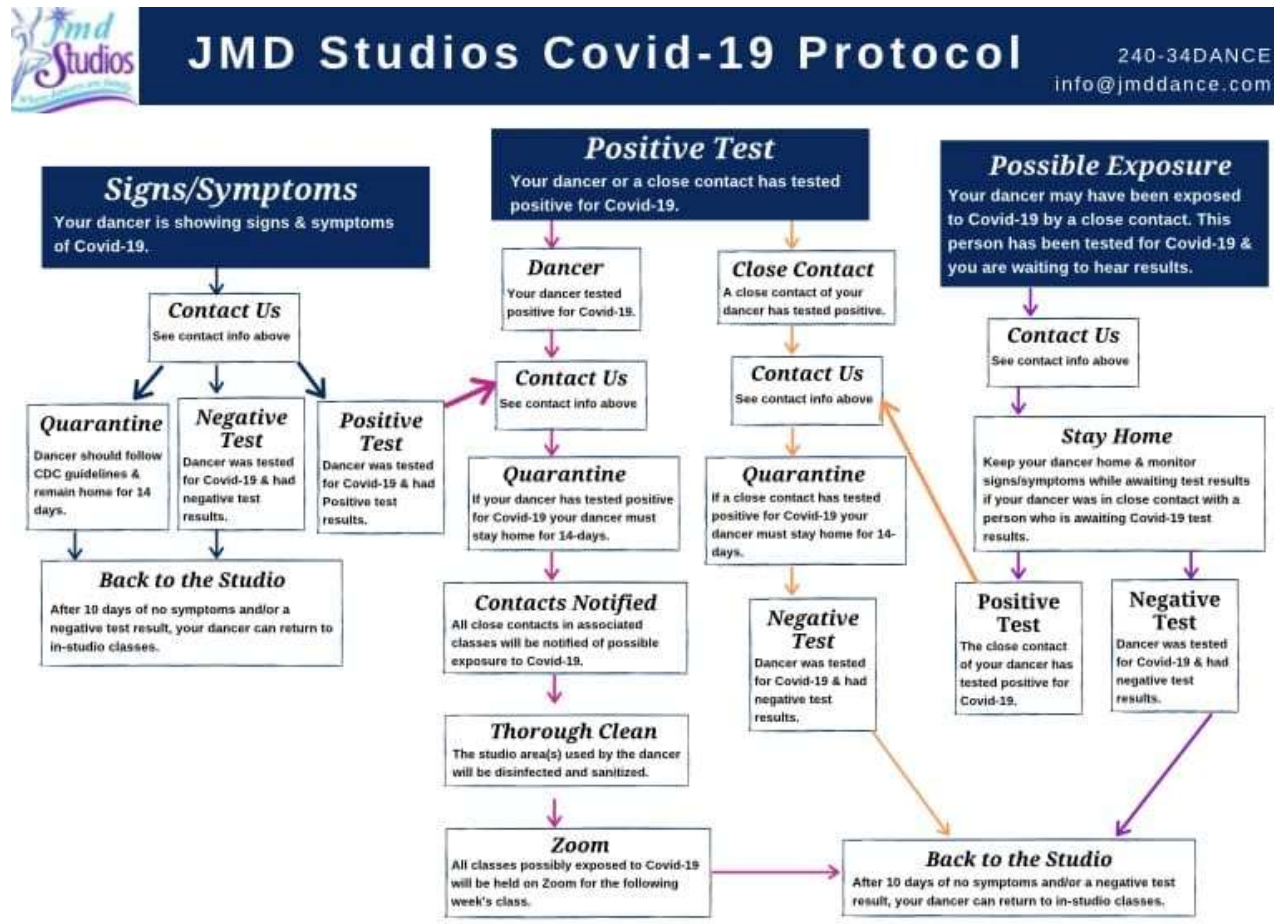 Jmd
Studios
Where dancers are family
JMD Studios Covid-19 Protocol
240-34DANCE
info@jmddance.com
Signs/Symptoms
Your dancer is showing signs & symptoms
of Covid-19.
Contact Us
See contact info above
Quarantine
Dancer should follow
CDC guidelines &
remain home for 14
days.
Negative
Test
Dancer was tested
for Covid-19 & had
negative test
results.
Positive
Test
Dancer was tested
for Covid-19 & had
Positive test
results.
Back to the Studio
After 10 days of no symptoms and/or a
negative test result, your dancer can return to
in-studio classes.
Positive Test
Your dancer or a close contact has tested
positive for Covid-19.
Dancer
Your dancer tested
positive for Covid-19.
Contact Us
See contact info above
Quarantine
If your dancer has tested positive
for Covid-19 your dancer must
stay home for 14-days.
Contacts Notified
All close contacts in associated
classes will be notified of possible
exposure to Covid-19.
Thorough Clean
The studio area(s) used by the dancer
will be disinfected and sanitized.
Zoom
All classes possibly exposed to Covid-19
will be held on Zoom for the following
week's class.
Close Contact
A close contact of your
dancer has tested positive.
Contact Us
See contact info above
Quarantine
If a close contact has tested
positive for Covid-19 your
dancer must stay home for 14-
days.
Negative
Test
Dancer was tested
for Covid-19 & had
negative test
results.
Possible Exposure
Your dancer may have been exposed
to Covid-19 by a close contact. This
person has been tested for Covid-19 &
you are waiting to hear results.
Contact Us
See contact info above
Stay Home
Keep your dancer home & monitor
signs/symptoms while awaiting test results
if your dancer was in close contact with a
person who is awaiting Covid-19 test
results.
Positive
Test
The close contact
of your dancer has
tested positive for
Covid-19.
Negative
Test
Dancer was tested
for Covid-19 & had
negative test
results.
Back to the Studio
After 10 days of no symptoms and/or a negative test
result, your dancer can return to in-studio classes.